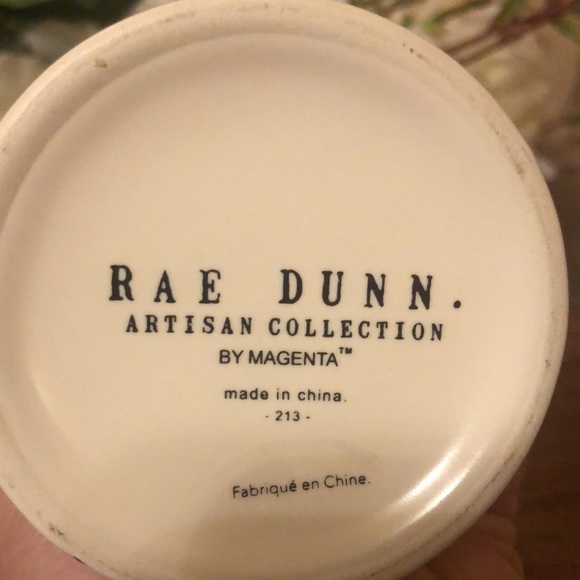 RAE DUNN.
ARTISAN COLLECTION
BY MAGENTA™
made in china.
- 213 -
Fabriqué en Chine.